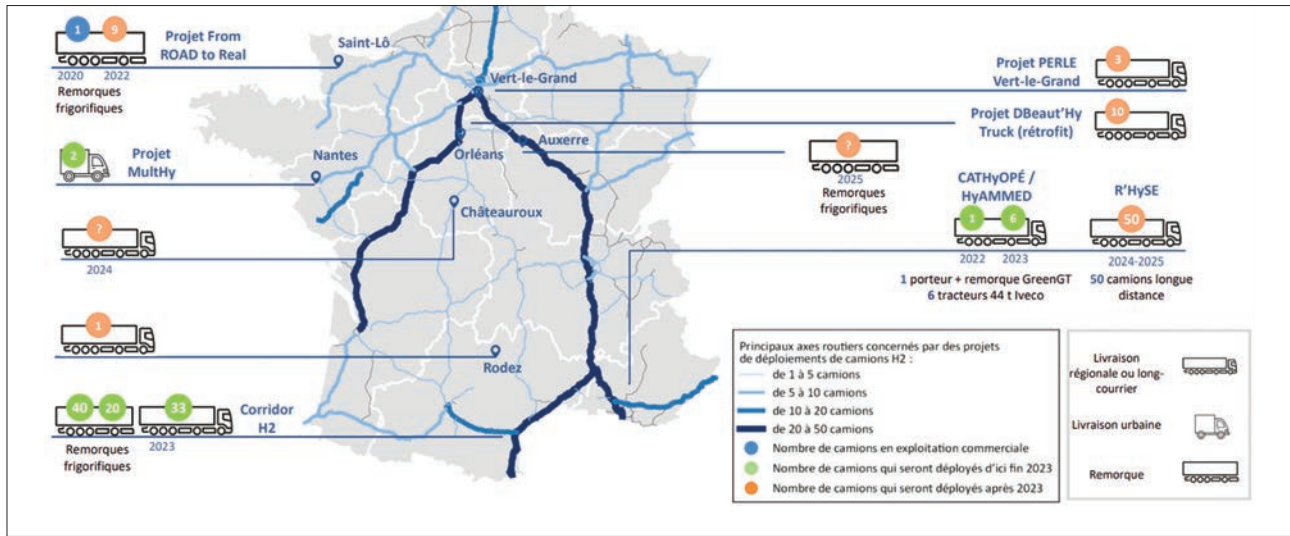 1
9
Projet From
ROAD to Real
2020
2022
Remorques
frigorifiques
Saint-Lô
Vert-le-Grand
Projet PERLE
Vert-le-Grand
3
Projet DBeaut'Hy
Truck (rétrofit)
10
2
Projet
MultHy
Nantes
Orléans
Auxerre
?
2025
Remorques
frigorifiques
Châteauroux
?
2024
CATHyOPÉ /
HyAMMED
1
6
2022
2023
1 porteur + remorque GreenGT
6 tracteurs 44 t Iveco
R'HySE
50
2024-2025
50 camions longue
distance
1
Rodez
40
20
33
Corridor
H2
Remorques
frigorifiques
2023
Principaux axes routiers concernés par des projets
de déploiements de camions H2 :
de 1 à 5 camions
de 5 à 10 camions
de 10 à 20 camions
de 20 à 50 camions
Nombre de camions en exploitation commerciale
Nombre de camions qui seront déployés d'ici fin 2023
Nombre de camions qui seront déployés après 2023
Livraison
régionale ou long-
courrier
Livraison urbaine
Remorque